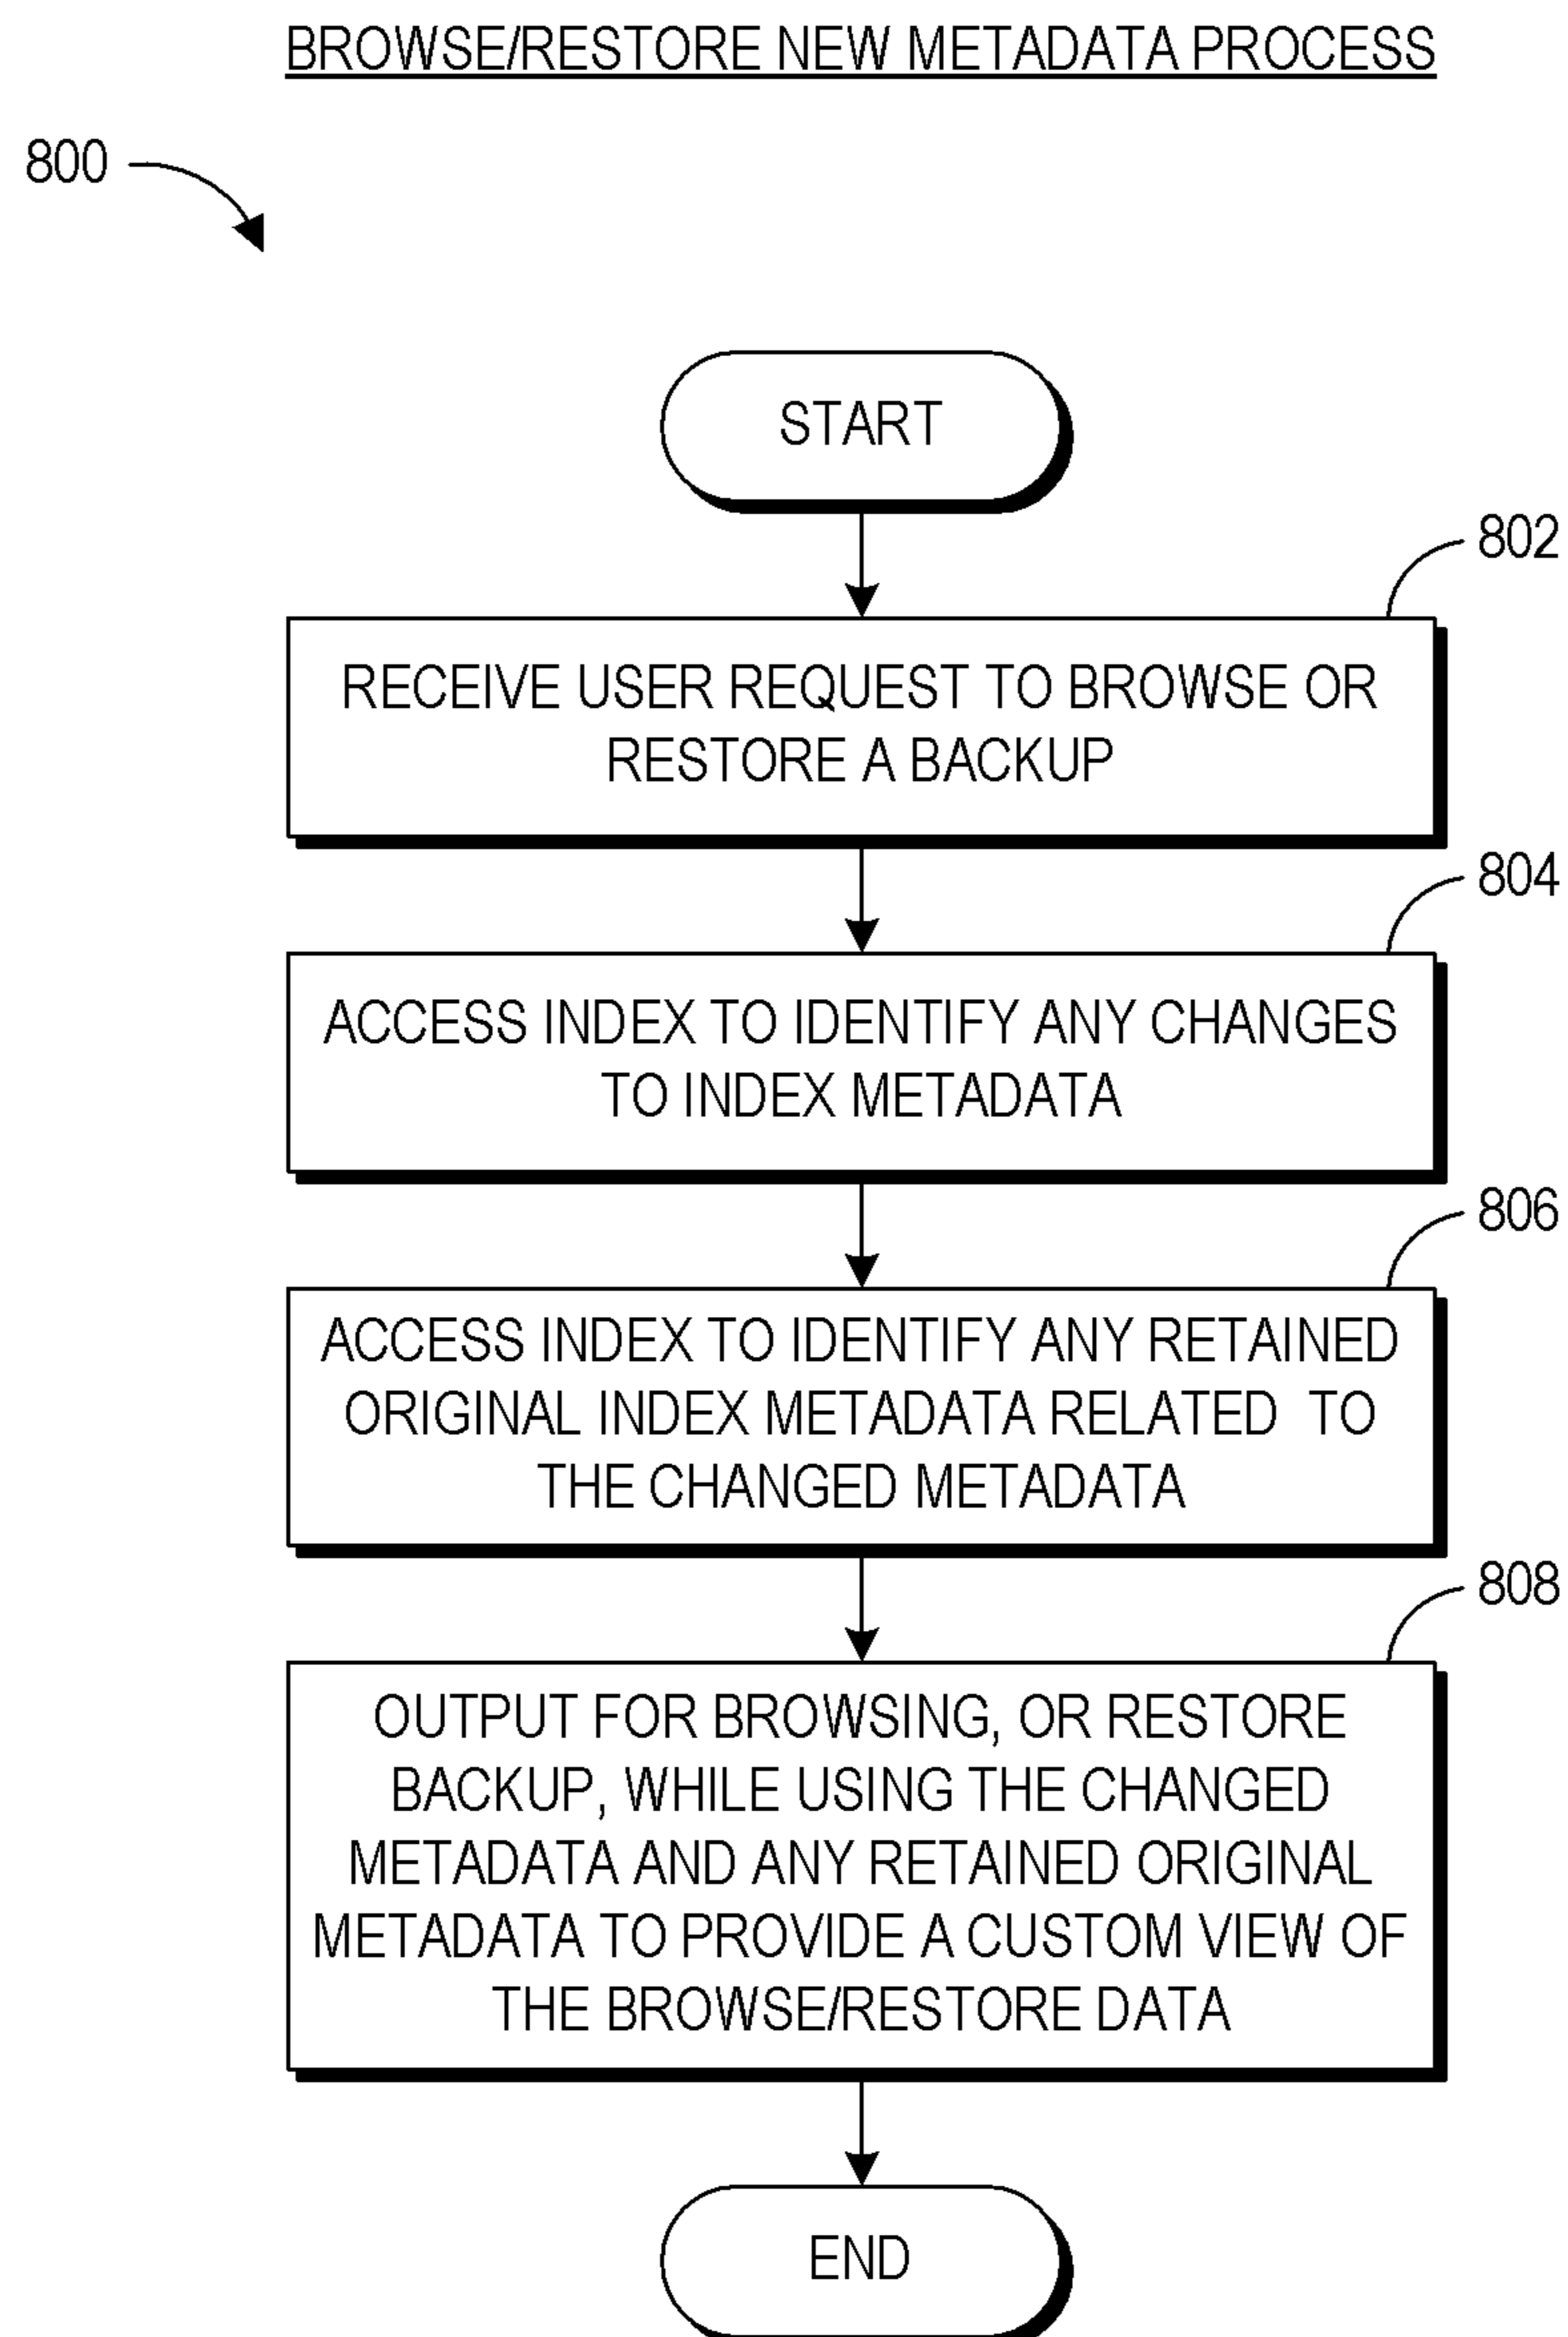 BROWSE/RESTORE NEW METADATA PROCESS
800
START
802
RECEIVE USER REQUEST TO BROWSE OR
RESTORE A BACKUP
804
ACCESS INDEX TO IDENTIFY ANY CHANGES
TO INDEX METADATA
806
ACCESS INDEX TO IDENTIFY ANY RETAINED
ORIGINAL INDEX METADATA RELATED TO
THE CHANGED METADATA
808
OUTPUT FOR BROWSING, OR RESTORE
BACKUP, WHILE USING THE CHANGED
METADATA AND ANY RETAINED ORIGINAL
METADATA TO PROVIDE A CUSTOM VIEW OF
THE BROWSE/RESTORE DATA
END